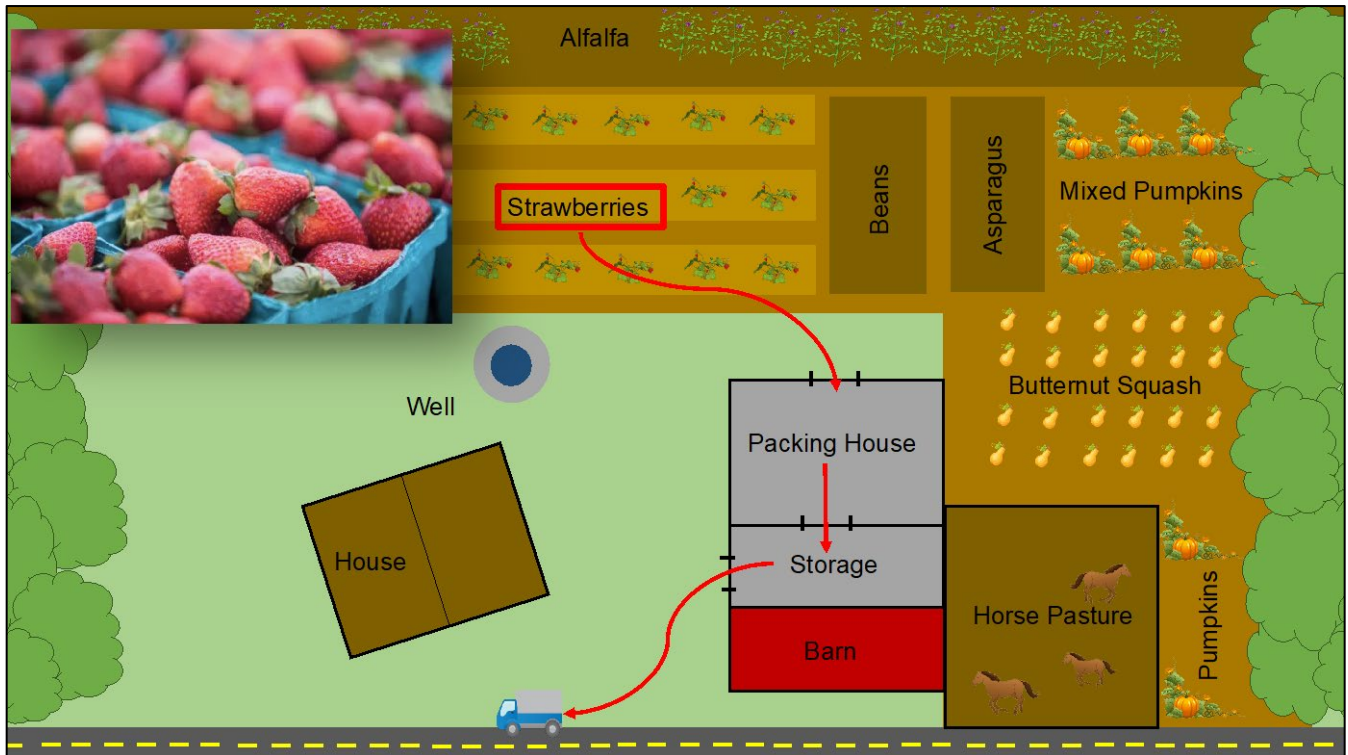 Alfalfa
Strawberries
Beans
Asparagus
Mixed Pumpkins
Butternut Squash
Well
Packing House
House
Storage
Horse Pasture
Barn
Pumpkins